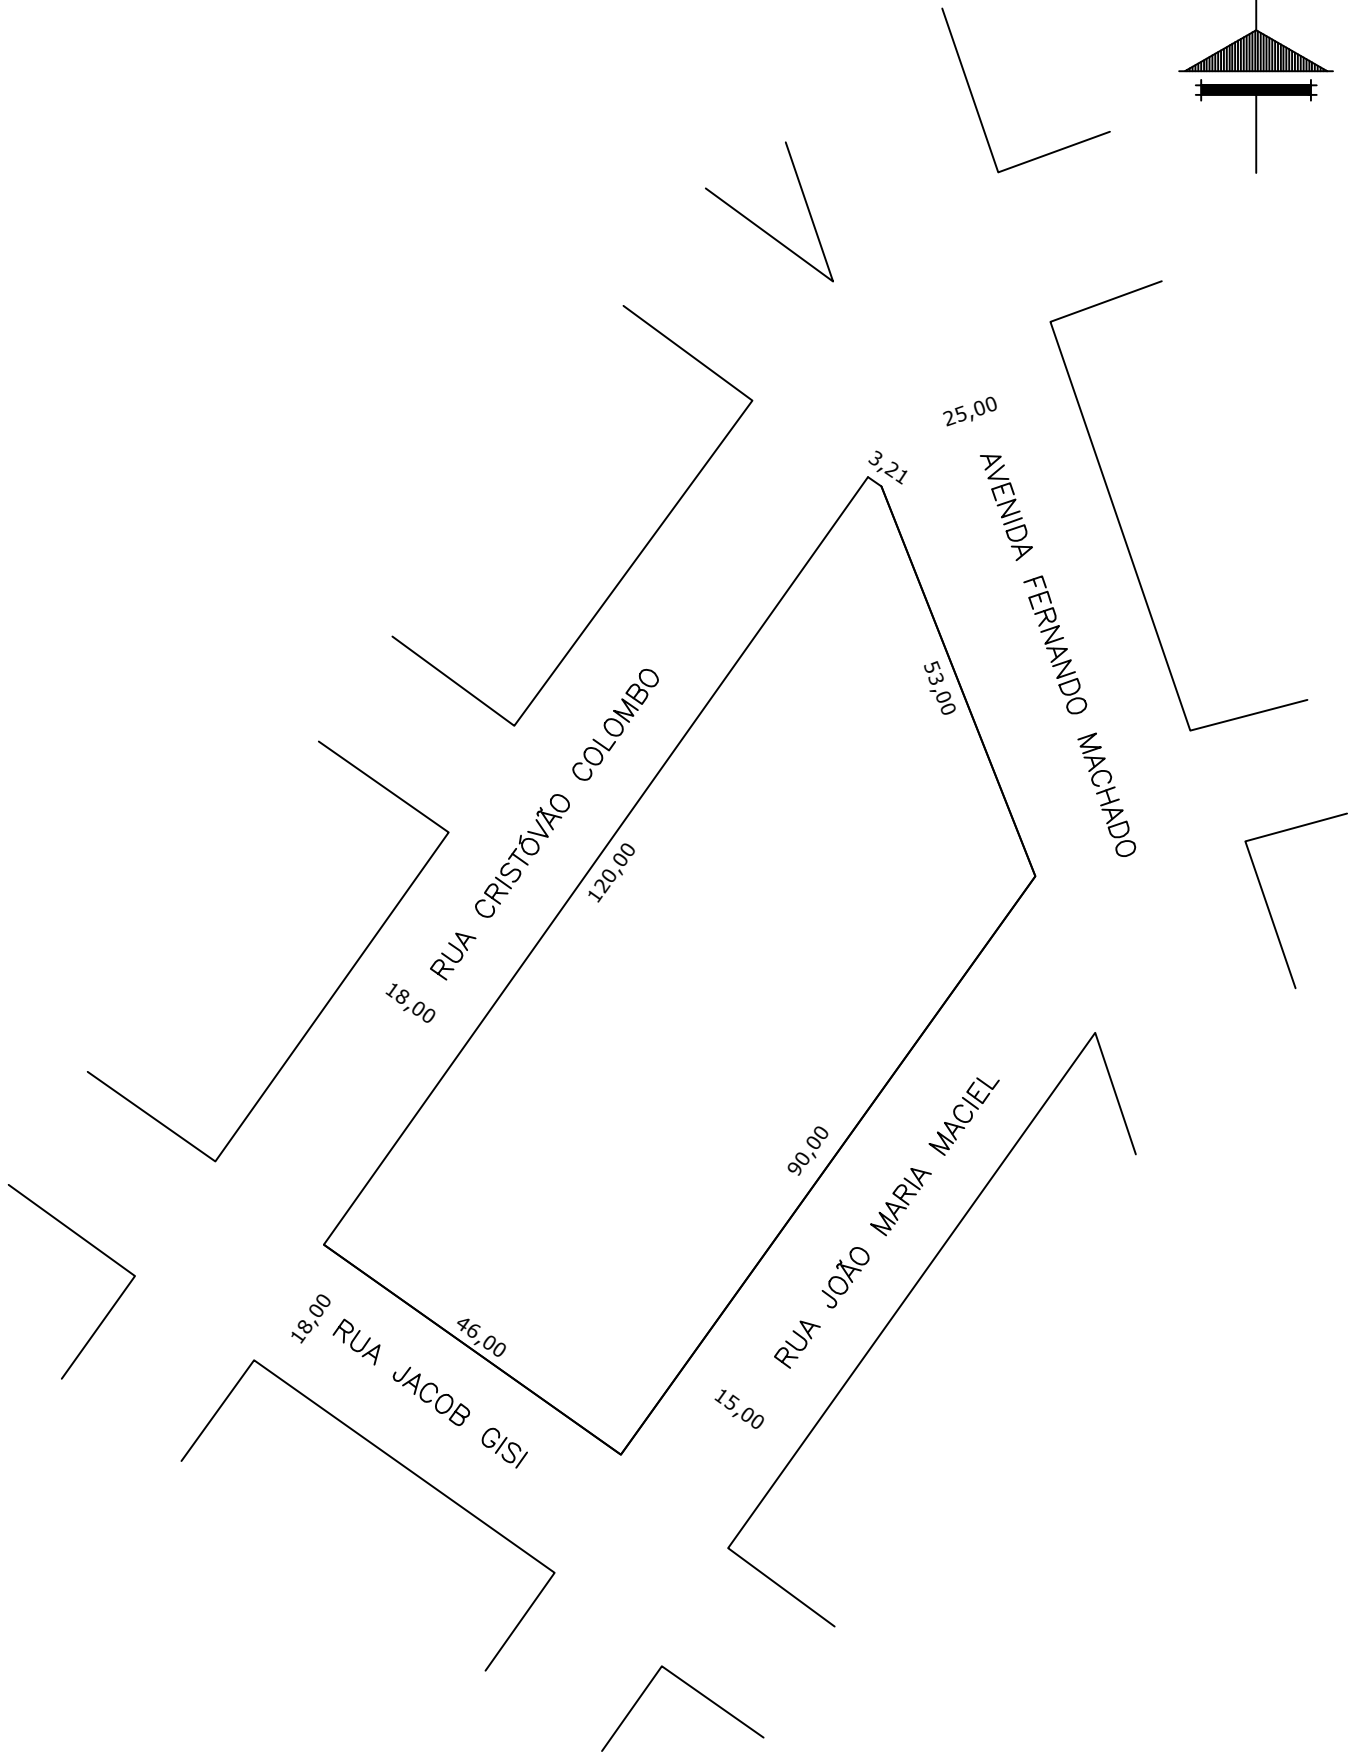 25,00
3,21
AVENIDA FERNANDO MACHADO
53,00
RUA CRISTÓVÃO COLOMBO
120,00
18,00
90,00
RUA JOÃO MARIA MACIEL
18,00
46,00
RUA JACOB GISI
15,00